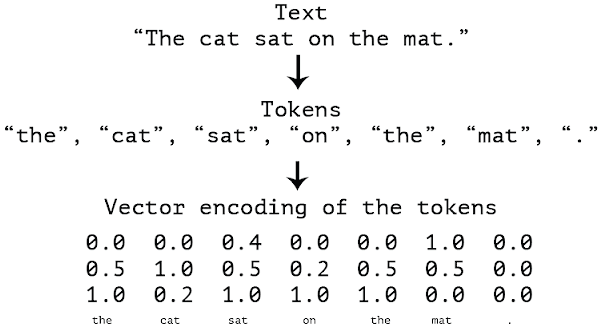 Text
“The cat sat on the mat.”
Tokens
“the”, “cat”, “sat”, “on”, “the”, “mat”, “.”
Vector encoding of the tokens
0.0 0.0 0.4 0.0 0.0 1.0 0.0
0.5 1.0 0.5 0.2 0.5 0.5 0.0
1.0 0.2 1.0 1.0 1.0 0.0 0.0
the cat sat on the mat .